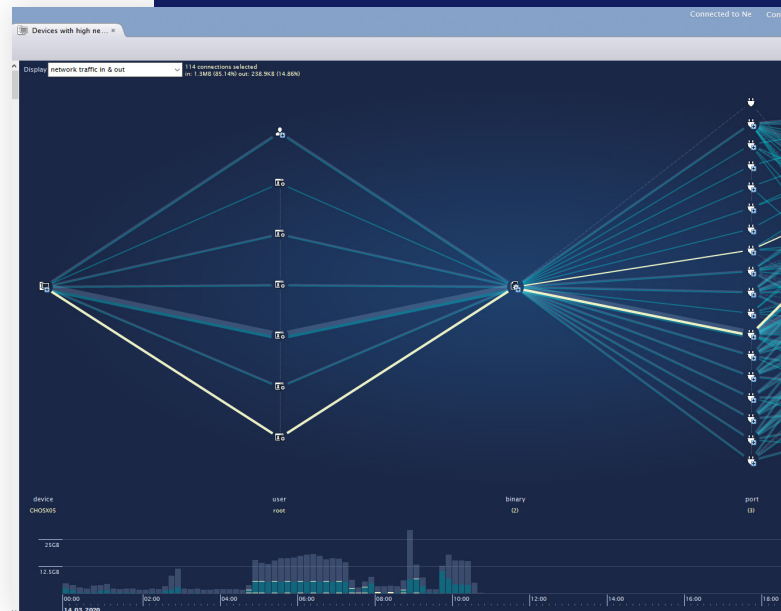 Connected to Ne Con
Devices with high ne... ×
Display network traffic in & out
114 connections selected
in: 1.3MB (85.14%) out: 238.9KB (14.86%)
device user binary port
CHOSX05 root (2) (3)
25GB
12.5GB
00:00 02:00 04:00 06:00 08:00 10:00 12:00 14:00 16:00 18:00
14.03.2020